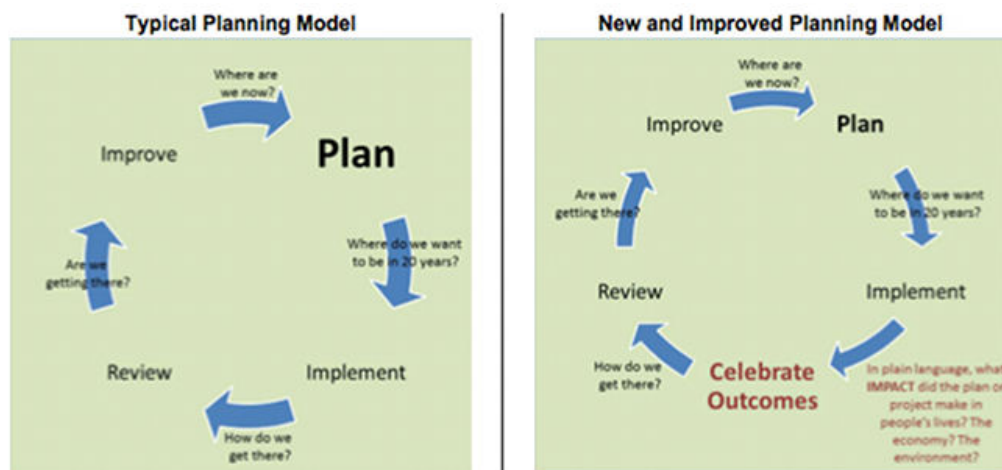 Typical Planning Model
Where are
we now?
Improve
Plan
Are we
getting there?
Where do we want
to be in 20 years?
Review
Implement
How do we
get there?
New and Improved Planning Model
Where are
we now?
Improve
Plan
Are we
getting there?
Where do we want
to be in 20 years?
Review
Implement
How do we
get there?
Celebrate
Outcomes
In plain language, what
IMPACT did the plan or
project make in
people's lives? The
economy? The
environment?